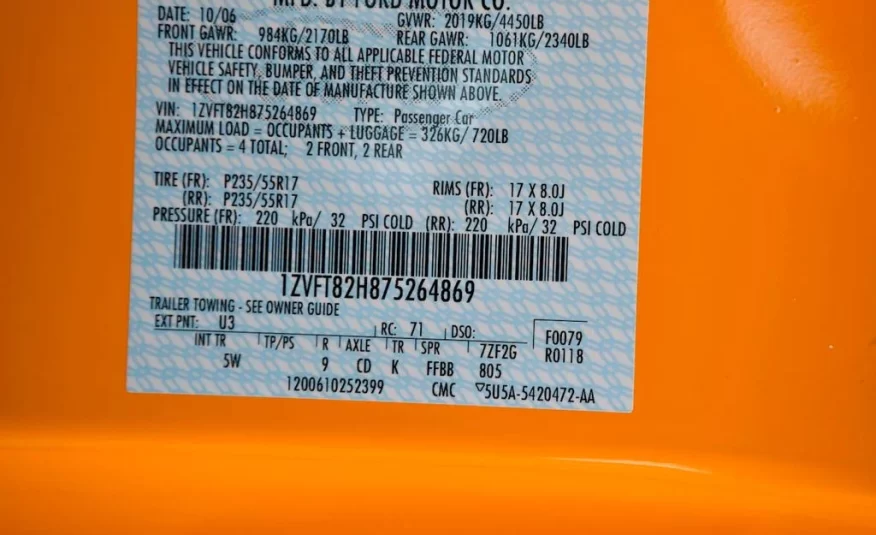 MFD. BY FORD MOTOR CO.
DATE: 10/06 GVWR: 2019KG/4450LB
FRONT GAWR: 984KG/2170LB REAR GAWR: 1061KG/2340LB
THIS VEHICLE CONFORMS TO ALL APPLICABLE FEDERAL MOTOR
VEHICLE SAFETY, BUMPER, AND THEFT PREVENTION STANDARDS
IN EFFECT ON THE DATE OF MANUFACTURE SHOWN ABOVE.
VIN: 1ZVFT82H875264869 TYPE: Passenger Car
MAXIMUM LOAD = OCCUPANTS + LUGGAGE = 326KG/ 720LB
OCCUPANTS = 4 TOTAL; 2 FRONT, 2 REAR
TIRE (FR): P235/55R17 RIMS (FR): 17 X 8.0J
(RR): P235/55R17 (RR): 17 X 8.0J
PRESSURE (FR): 220 kPa/ 32 PSI COLD (RR): 220 kPa/ 32 PSI COLD
1ZVFT82H875264869
TRAILER TOWING - SEE OWNER GUIDE
EXT PNT: U3 RC: 71 DSO: F0079
INT TR TP/PS R AXLE TR SPR 7ZF2G R0118
5W 9 CD K FFBB 805
1200610252399 CMC ▽5U5A-5420472-AA